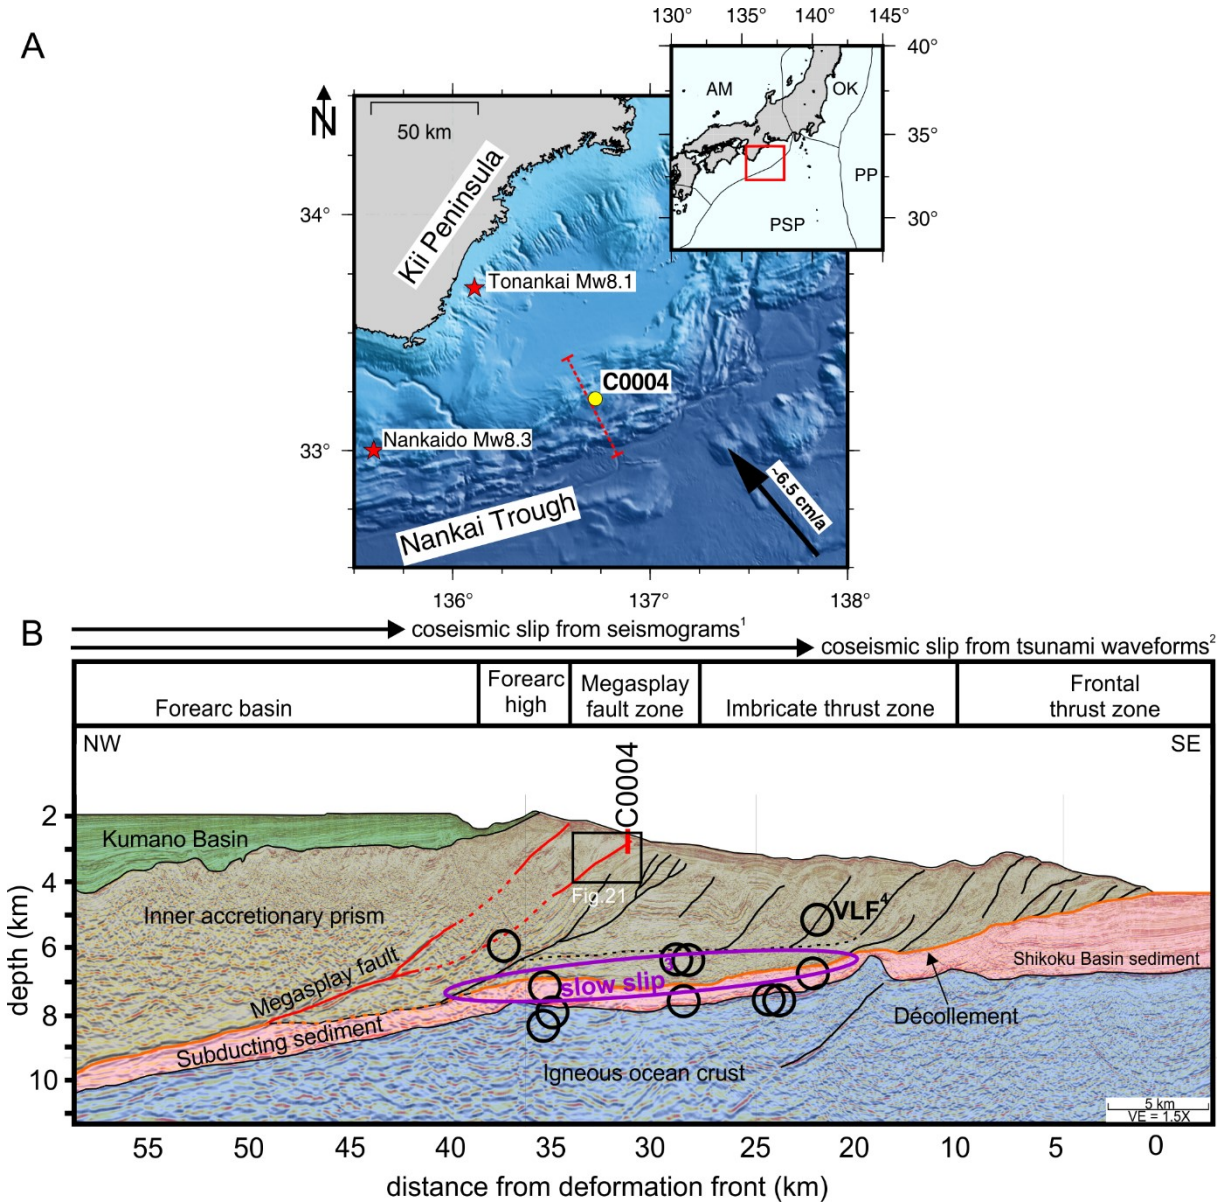 A
N
50 km
Kii Peninsula
34°
33°
136°
137°
138°
Tonankai Mw8.1
C0004
Nankaido Mw8.3
Nankai Trough
~6.5 cm/a
130°
135°
140°
145°
40°
35°
30°
AM
OK
PP
PSP
B
coseismic slip from seismograms¹
coseismic slip from tsunami waveforms²
Forearc basin
Forearc
high
Megasplay
fault zone
Imbricate thrust zone
Frontal
thrust zone
NW
SE
C0004
Kumano Basin
Fig.21
Inner accretionary prism
VLF⁴
Megasplay fault
slow slip
3
Shikoku Basin sediment
Décollement
Subducting sediment
Igneous ocean crust
5 km
VE = 1.5X
2
4
6
8
10
depth (km)
55
50
45
40
35
30
25
20
15
10
5
0
distance from deformation front (km)